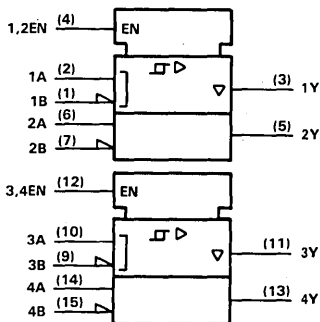 1,2EN (4) EN
1A (2) (3) 1Y
1B (1)
2A (6) (5) 2Y
2B (7)
3,4EN (12) EN
3A (10) (11) 3Y
3B (9)
4A (14) (13) 4Y
4B (15)